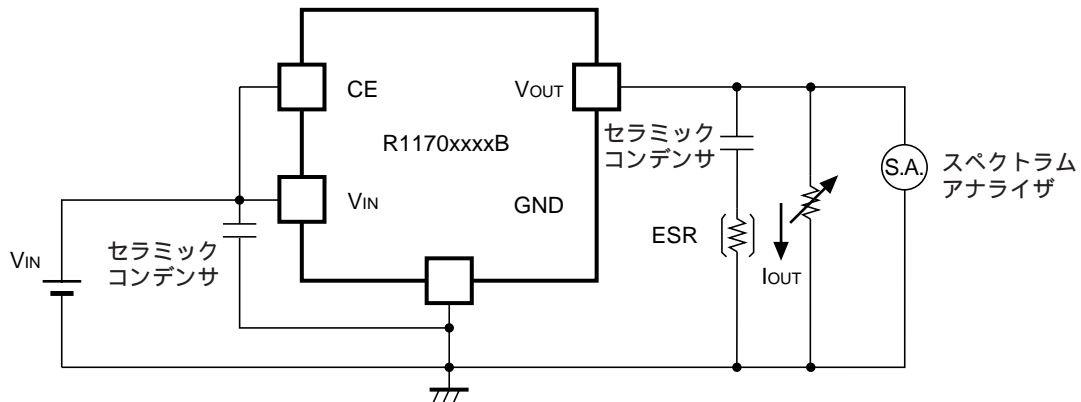 CE
VOUT
R1170xxxxB
VIN
GND
セラミック
コンデンサ
VIN
セラミック
コンデンサ
ESR
IOUT
S.A.
スペクトラム
アナライザ